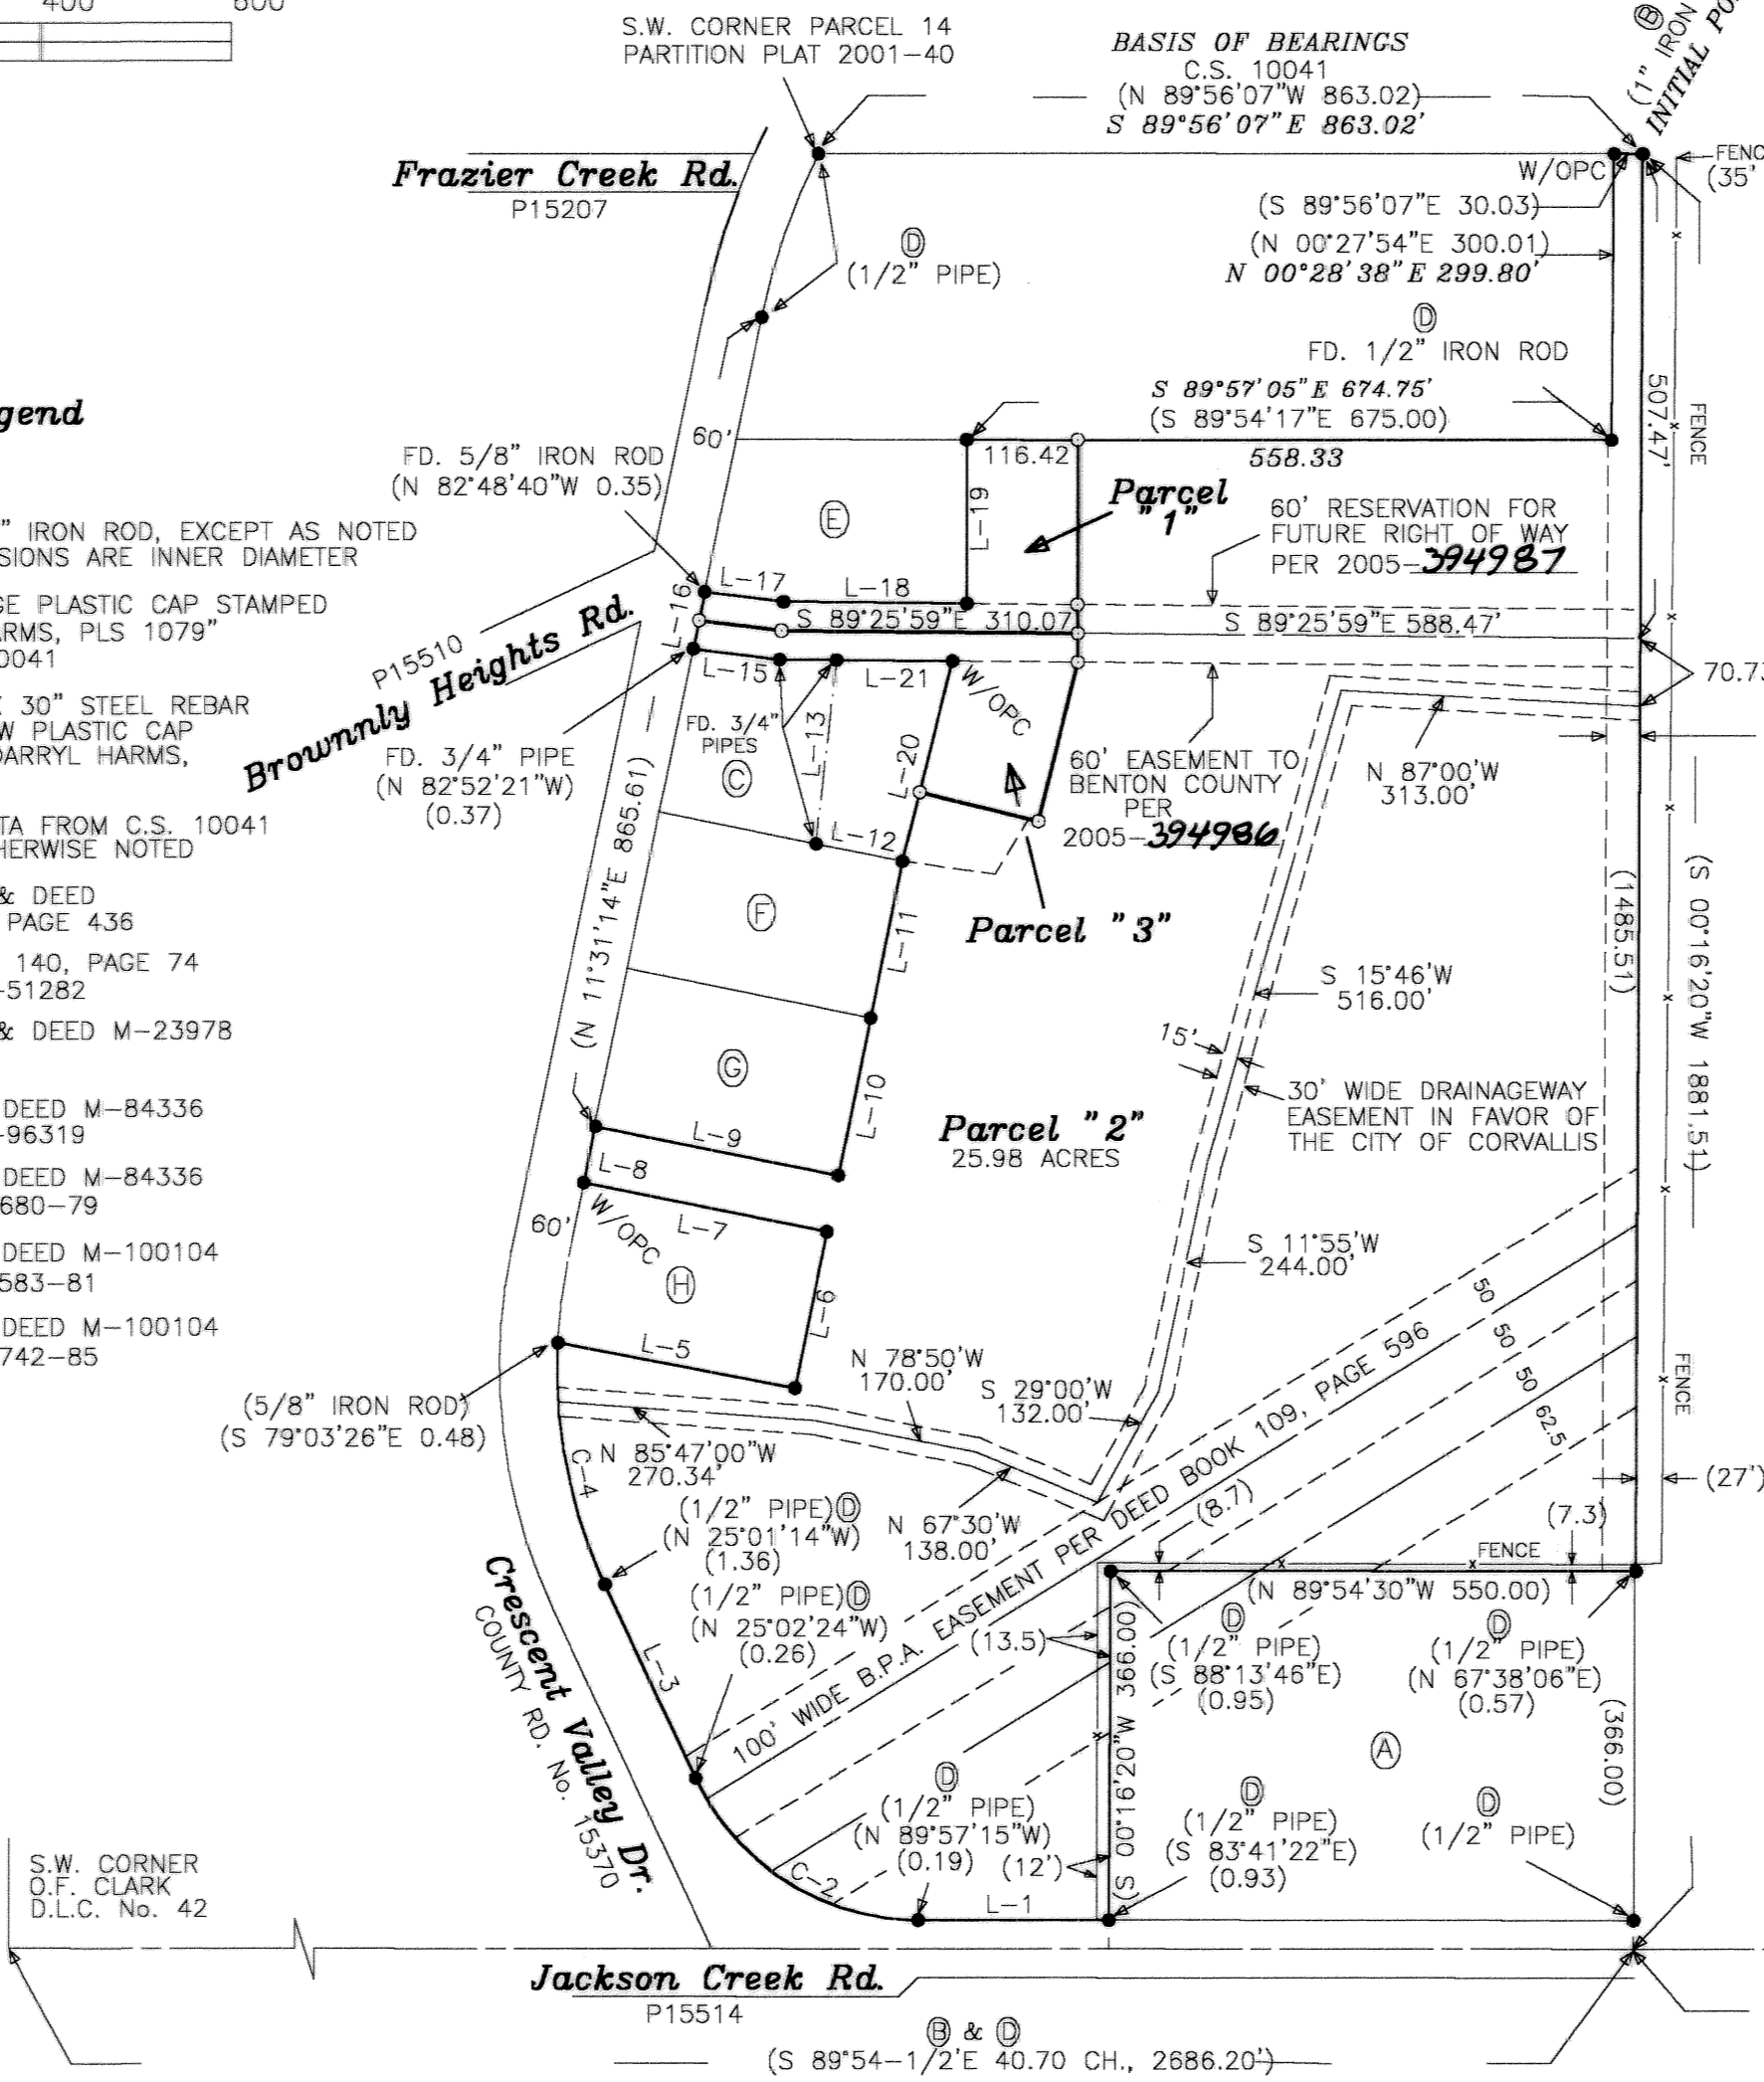 400 600
S.W. CORNER PARCEL 14
PARTITION PLAT 2001-40
BASIS OF BEARINGS
C.S. 10041
(N 89°56'07"W 863.02)
S 89°56'07"E 863.02'
Ⓑ
(1" IRON
INITIAL PO
Frazier Creek Rd.
P15207
W/OPC
FENC
(35'
(S 89°56'07"E 30.03)
(N 00°27'54"E 300.01)
N 00°28'38"E 299.80'
Ⓓ
(1/2" PIPE)
Ⓓ
FD. 1/2" IRON ROD
S 89°57'05"E 674.75'
(S 89°54'17"E 675.00)
507.47'
FENCE
gend
60'
116.42
558.33
FD. 5/8" IRON ROD
(N 82°48'40"W 0.35)
Ⓔ
L-19
Parcel
"1"
60' RESERVATION FOR
FUTURE RIGHT OF WAY
PER 2005-394987
" IRON ROD, EXCEPT AS NOTED
SIONS ARE INNER DIAMETER
GE PLASTIC CAP STAMPED
ARMS, PLS 1079"
0041
L-16
L-17
L-18
S 89°25'59"E 310.07
S 89°25'59"E 588.47'
P15510
Brownnly Heights Rd.
L-15
L-21
W/OPC
70.73
X 30" STEEL REBAR
W PLASTIC CAP
DARRYL HARMS,
FD. 3/4"
PIPES
L-13
L-20
FD. 3/4" PIPE
(N 82°52'21"W)
(0.37)
Ⓒ
60' EASEMENT TO
BENTON COUNTY
PER
2005-394986
N 87°00'W
313.00'
TA FROM C.S. 10041
HERWISE NOTED
L-12
(N 11°31'14"E 865.61)
& DEED
PAGE 436
Ⓕ
L-11
Parcel "3"
(1485.51)
(S 00°16'20"W 1881.51)
140, PAGE 74
-51282
S 15°46'W
516.00'
& DEED M-23978
15'
Ⓖ
L-10
30' WIDE DRAINAGEWAY
EASEMENT IN FAVOR OF
THE CITY OF CORVALLIS
DEED M-84336
-96319
L-9
Parcel "2"
25.98 ACRES
DEED M-84336
680-79
L-8
W/OPC
L-7
60'
DEED M-100104
583-81
Ⓗ
L-6
S 11°55'W
244.00'
50
50
50
62.5
DEED M-100104
742-85
L-5
N 78°50'W
170.00'
S 29°00'W
132.00'
FENCE
(5/8" IRON ROD)
(S 79°03'26"E 0.48)
N 85°47'00"W
270.34'
C-4
100' WIDE B.P.A. EASEMENT PER DEED BOOK 109, PAGE 596
(27')
(1/2" PIPE)Ⓓ
(N 25°01'14"W)
(1.36)
N 67°30'W
138.00'
(8.7)
(7.3)
FENCE
(N 89°54'30"W 550.00)
(1/2" PIPE)Ⓓ
(N 25°02'24"W)
(0.26)
L-3
Crescent Valley Dr.
COUNTY RD. No. 15370
(13.5)
Ⓓ
(1/2" PIPE)
(S 88°13'46"E)
(0.95)
Ⓓ
(1/2" PIPE)
(N 67°38'06"E)
(0.57)
(366.00)
(S 00°16'20"W 366.00)
Ⓐ
Ⓓ
(1/2" PIPE)
(N 89°57'15"W)
(0.19)
(12')
Ⓓ
(1/2" PIPE)
(S 83°41'22"E)
(0.93)
Ⓓ
(1/2" PIPE)
C-2
L-1
S.W. CORNER
O.F. CLARK
D.L.C. No. 42
Jackson Creek Rd.
P15514
Ⓑ & Ⓓ
(S 89°54-1/2'E 40.70 CH., 2686.20')